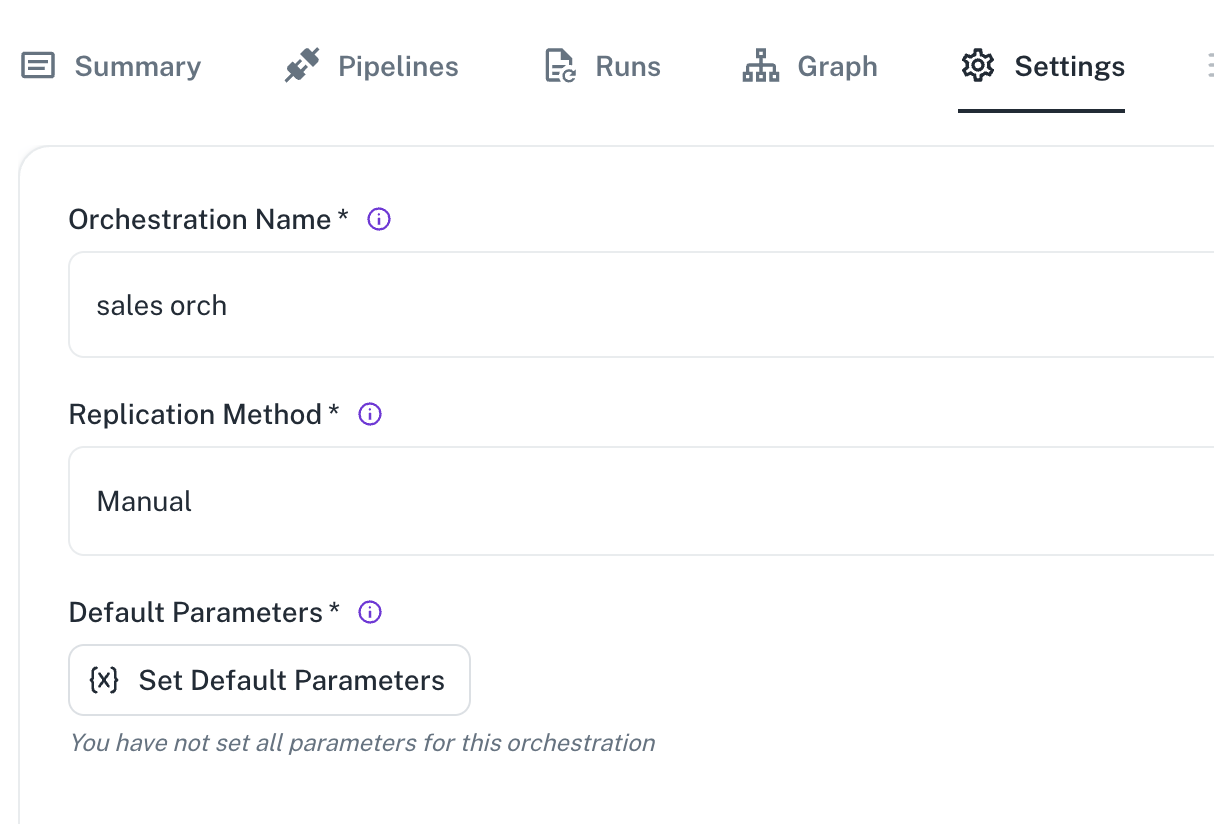 Summary Pipelines Runs Graph Settings
Orchestration Name *
sales orch
Replication Method *
Manual
Default Parameters *
{x} Set Default Parameters
You have not set all parameters for this orchestration